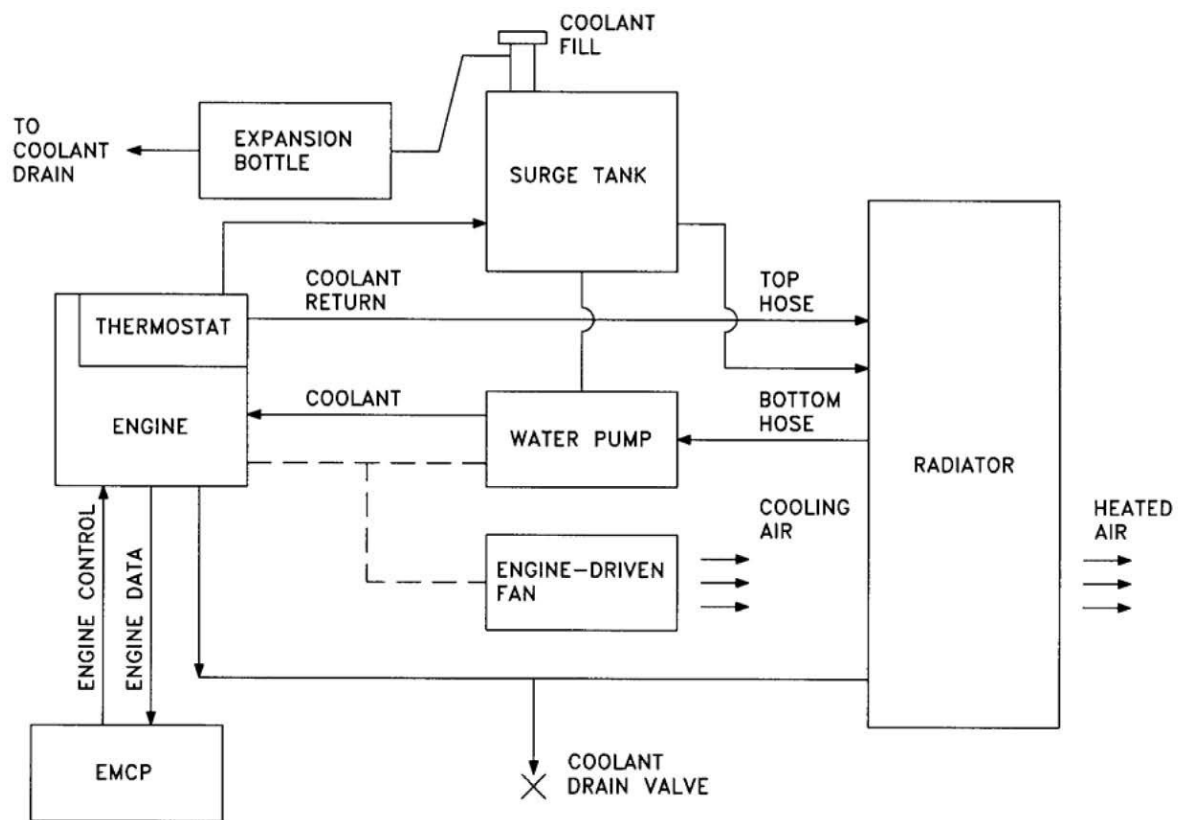 COOLANT
FILL
TO
COOLANT
DRAIN
EXPANSION
BOTTLE
SURGE TANK
COOLANT
RETURN
TOP
HOSE
THERMOSTAT
COOLANT
BOTTOM
HOSE
ENGINE
WATER PUMP
RADIATOR
COOLING
AIR
HEATED
AIR
ENGINE CONTROL
ENGINE DATA
ENGINE-DRIVEN
FAN
EMCP
COOLANT
DRAIN VALVE